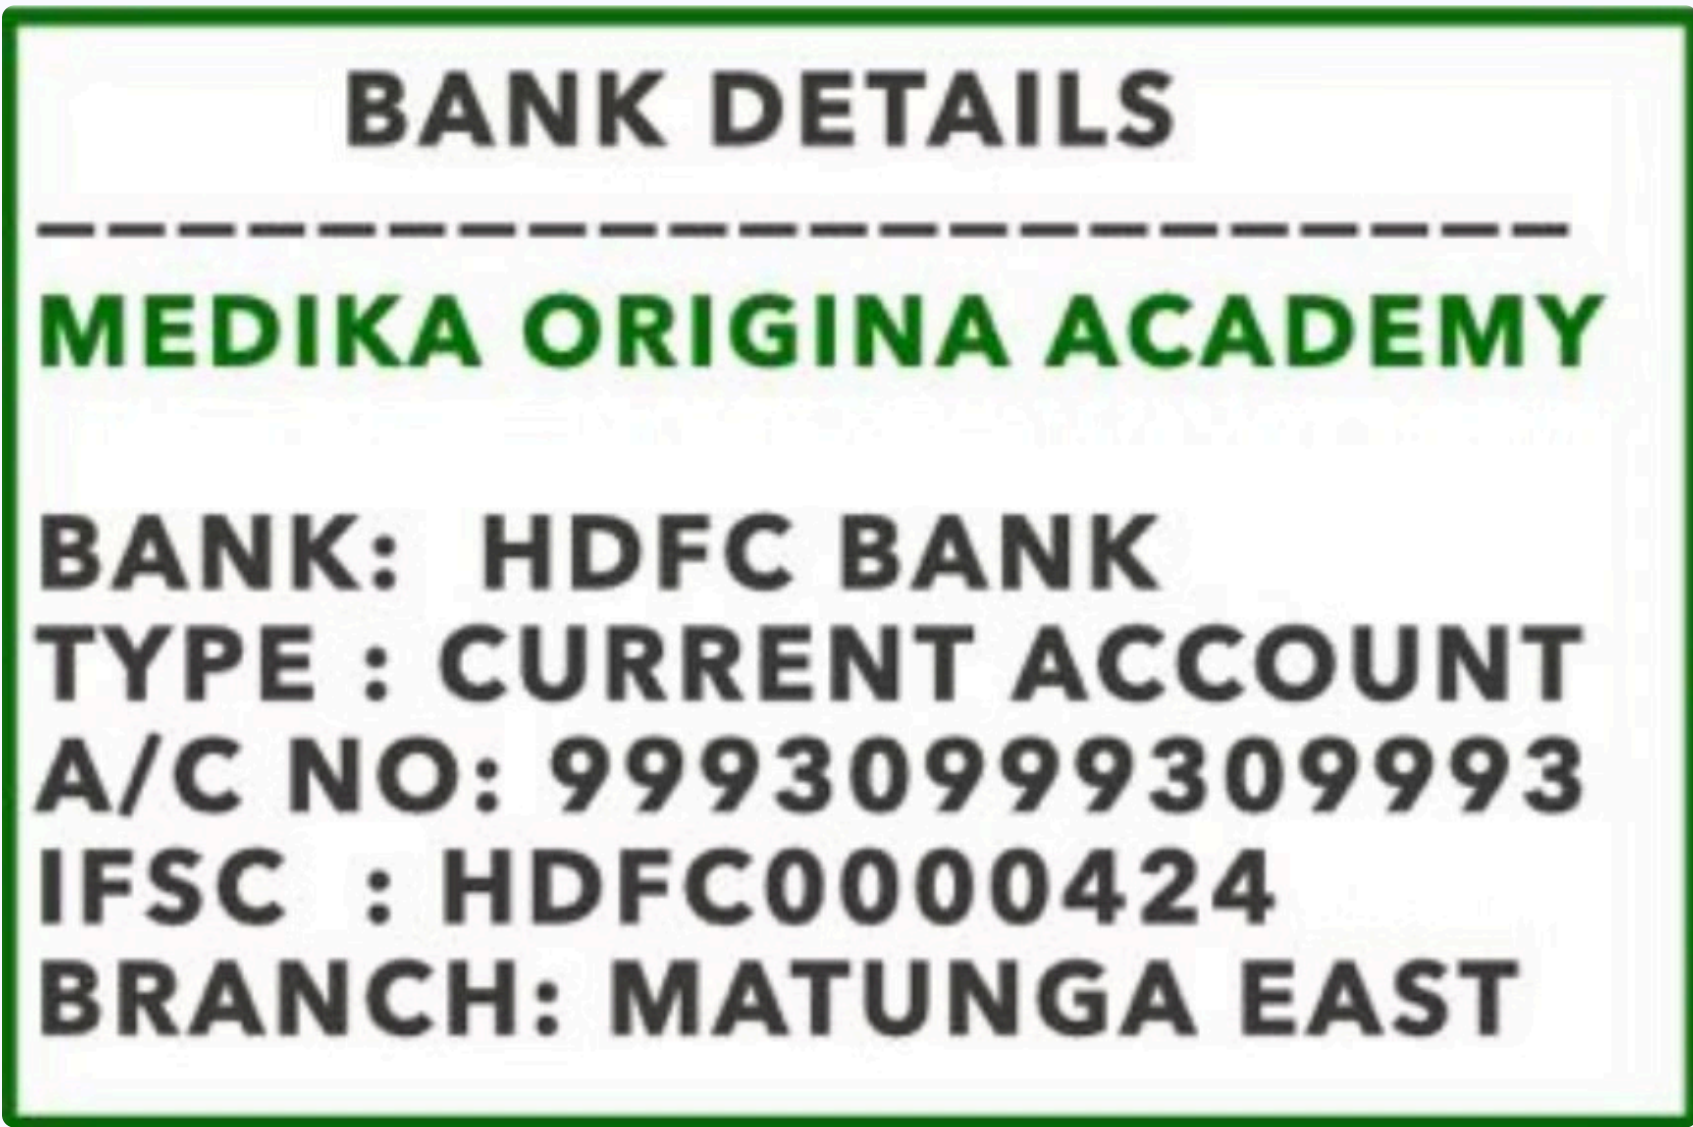 BANK DETAILS
----------------------
MEDIKA ORIGINA ACADEMY
BANK: HDFC BANK
TYPE : CURRENT ACCOUNT
A/C NO: 99930999309993
IFSC : HDFC0000424
BRANCH: MATUNGA EAST